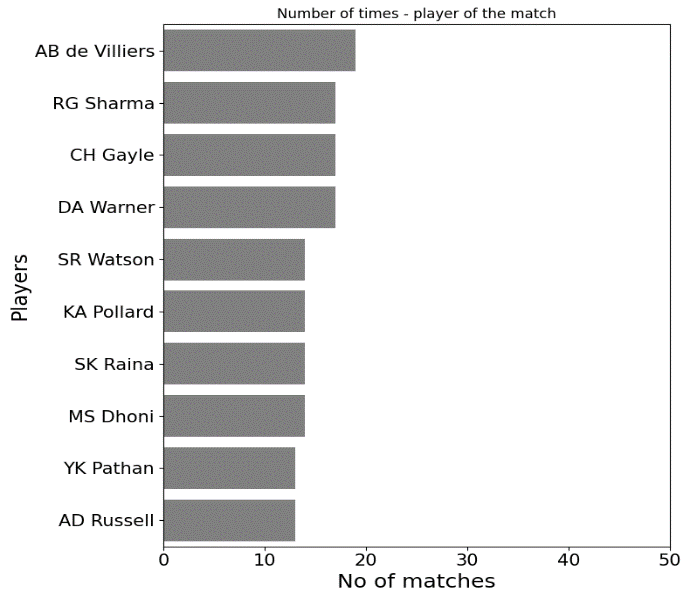 Number of times - player of the match
AB de Villiers
RG Sharma
CH Gayle
DA Warner
SR Watson
KA Pollard
SK Raina
MS Dhoni
YK Pathan
AD Russell
Players
0 10 20 30 40 50
No of matches